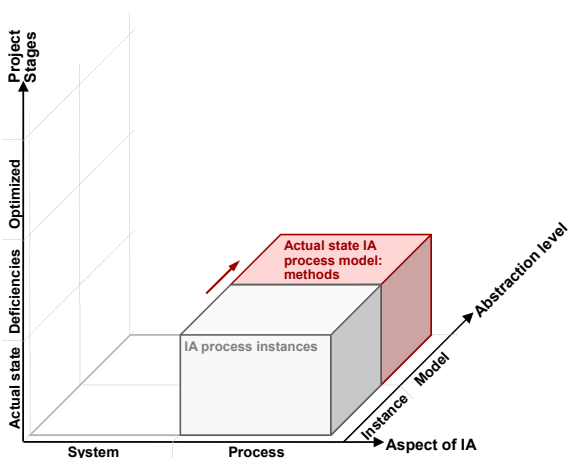 Project
Stages
Optimized
Deficiencies
Actual state
Actual state IA
process model:
methods
IA process instances
Abstraction level
Model
Instance
Aspect of IA
System
Process